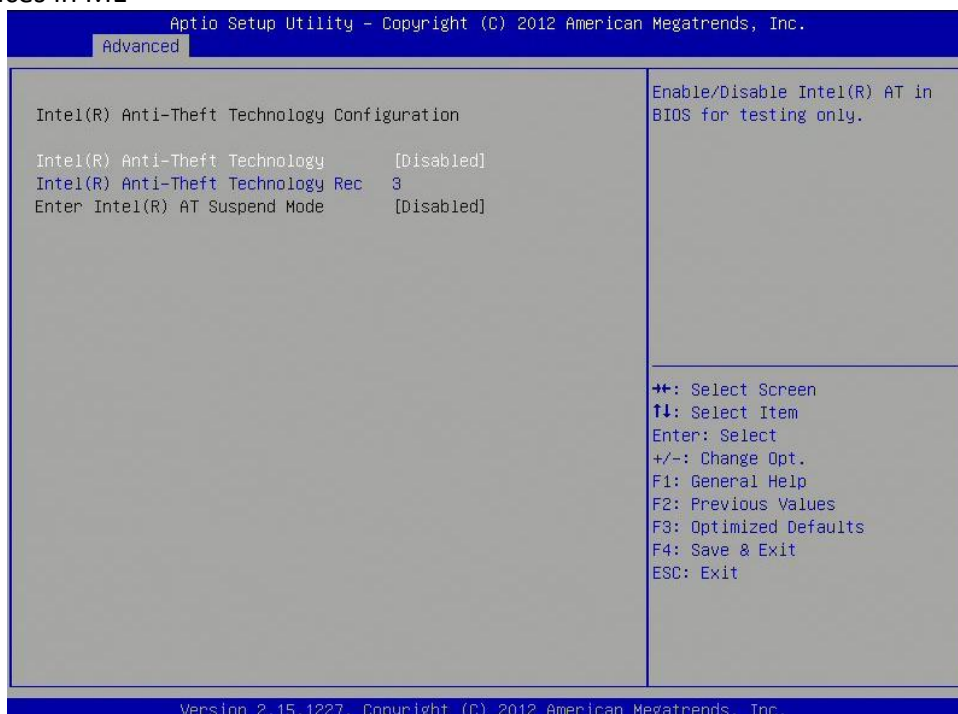 Aptio Setup Utility – Copyright (C) 2012 American Megatrends, Inc.
Advanced
Intel(R) Anti-Theft Technology Configuration
Intel(R) Anti-Theft Technology [Disabled]
Intel(R) Anti-Theft Technology Rec 3
Enter Intel(R) AT Suspend Mode [Disabled]
Enable/Disable Intel(R) AT in
BIOS for testing only.
→←: Select Screen
↑↓: Select Item
Enter: Select
+/-: Change Opt.
F1: General Help
F2: Previous Values
F3: Optimized Defaults
F4: Save & Exit
ESC: Exit
Version 2.15.1227. Copyright (C) 2012 American Megatrends, Inc.